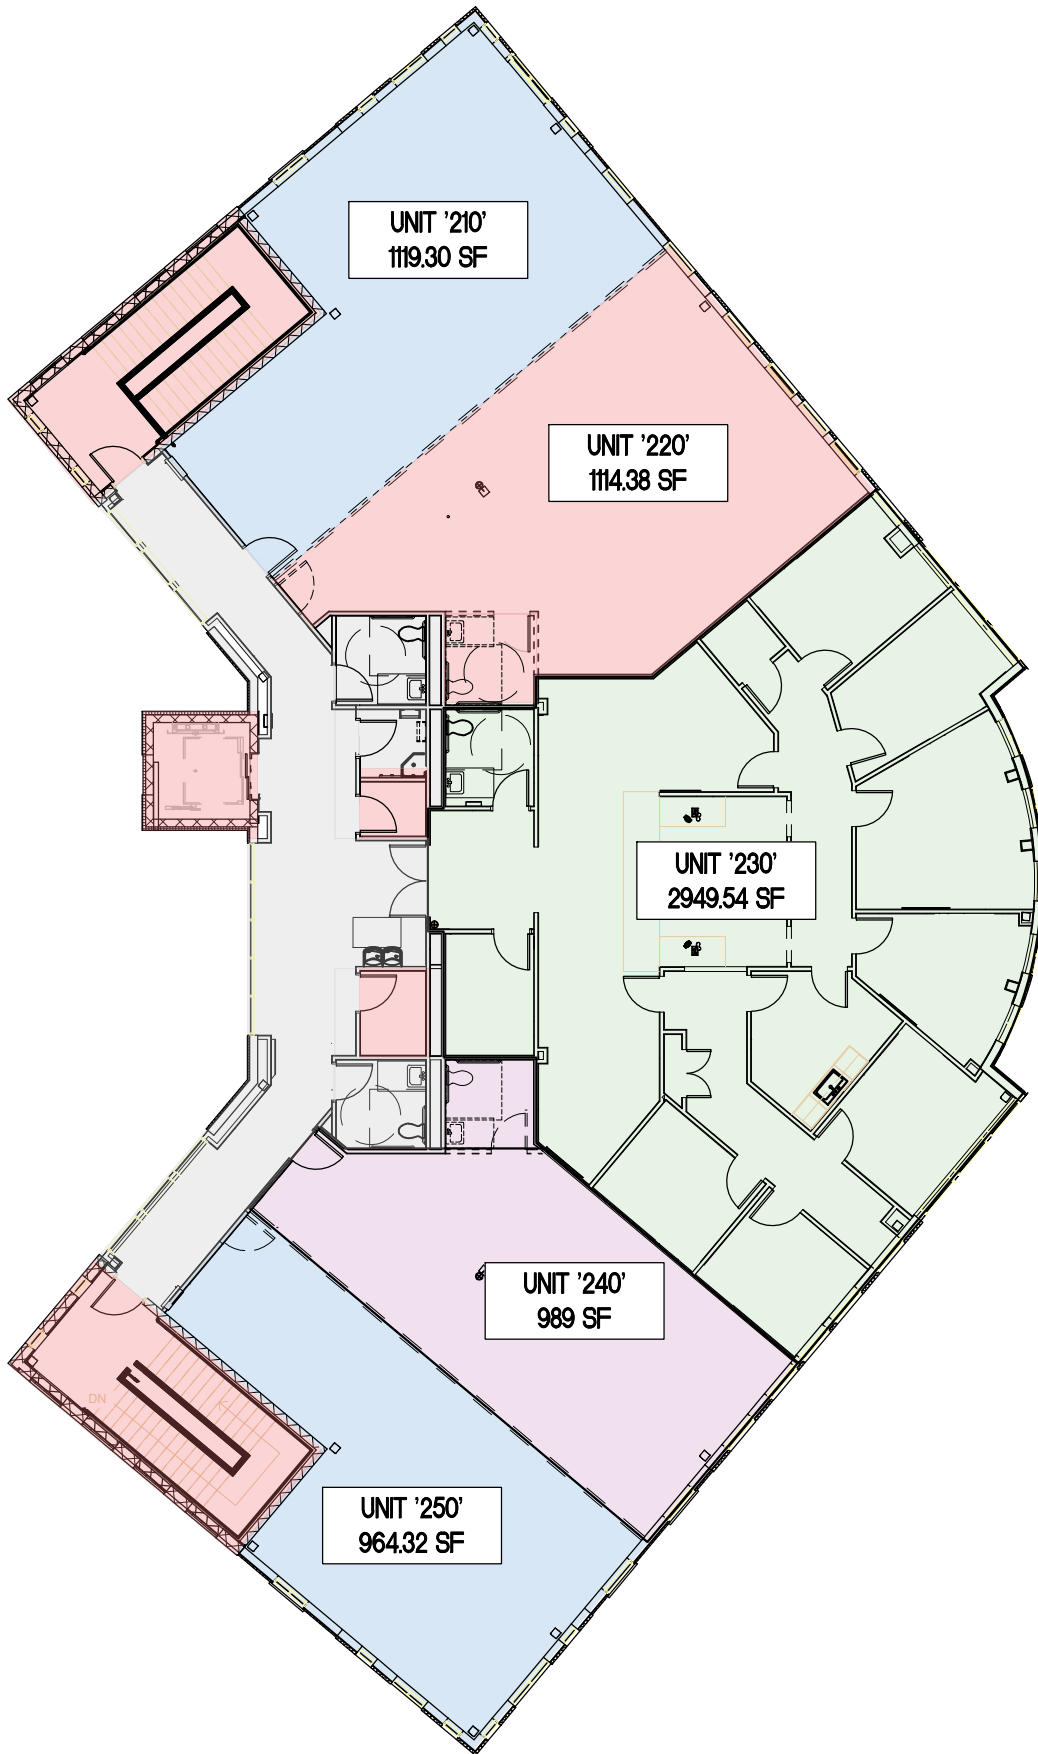 UNIT '210'
1119.30 SF
UNIT '220'
1114.38 SF
UNIT '230'
2949.54 SF
UNIT '240'
989 SF
DN
UNIT '250'
964.32 SF